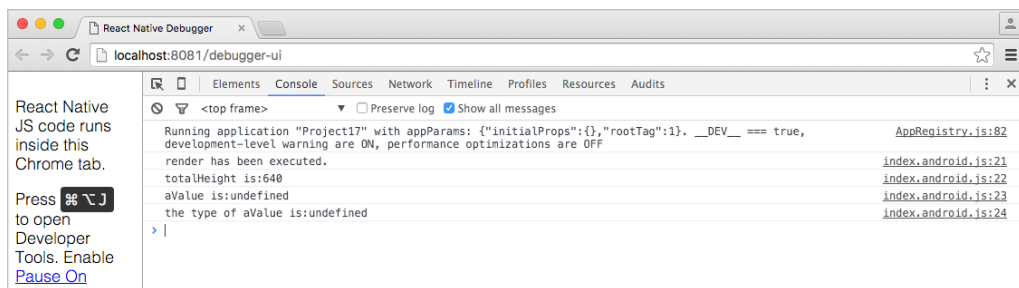 React Native Debugger
localhost:8081/debugger-ui
Elements Console Sources Network Timeline Profiles Resources Audits
<top frame> Preserve log Show all messages
React Native
JS code runs
inside this
Chrome tab.
Press ⌘⌥J
to open
Developer
Tools. Enable
Pause On
Running application "Project17" with appParams: {"initialProps":{},"rootTag":1}. __DEV__ === true, AppRegistry.js:82
development-level warning are ON, performance optimizations are OFF
render has been executed. index.android.js:21
totalHeight is:640 index.android.js:22
aValue is:undefined index.android.js:23
the type of aValue is:undefined index.android.js:24